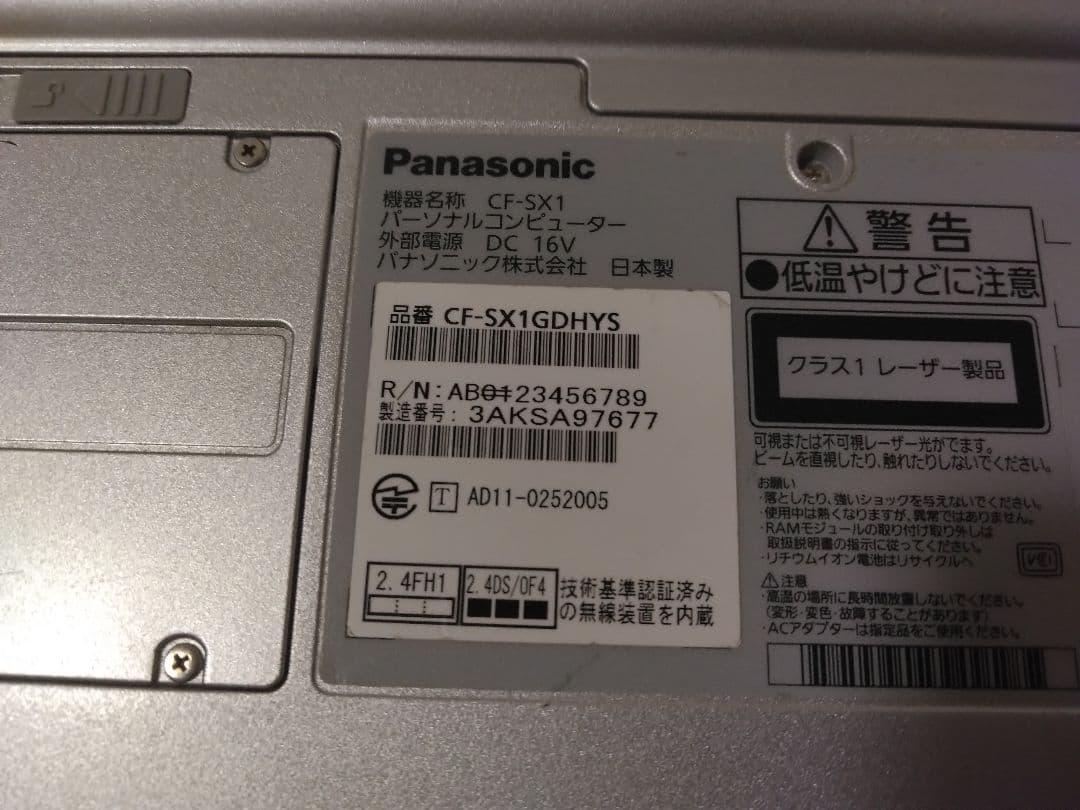 Panasonic
機器名称 CF-SX1
パーソナルコンピューター
外部電源 DC 16V
パナソニック株式会社 日本製
品番 CF-SX1GDHYS
R/N: AB0123456789
製造番号: 3AKSA97677
T AD11-0252005
2.4FH1
2.4DS/OF4
技術基準認証済み
の無線装置を内蔵
警告
●低温やけどに注意
クラス1 レーザー製品
可視または不可視レーザー光がでます。
ビームを直視したり、触れたりしないでください。
お願い
・落としたり、強いショックを与えないでください。
・使用中は熱くなりますが、異常ではありません。
・RAMモジュールの取り付け取り外しは
取扱説明書の指示に従ってください。
・リチウムイオン電池はリサイクルへ
注意
・高温の場所に長時間放置しないでください。
(変形・変色・故障することがあります)
・ACアダプターは指定品をご使用ください。